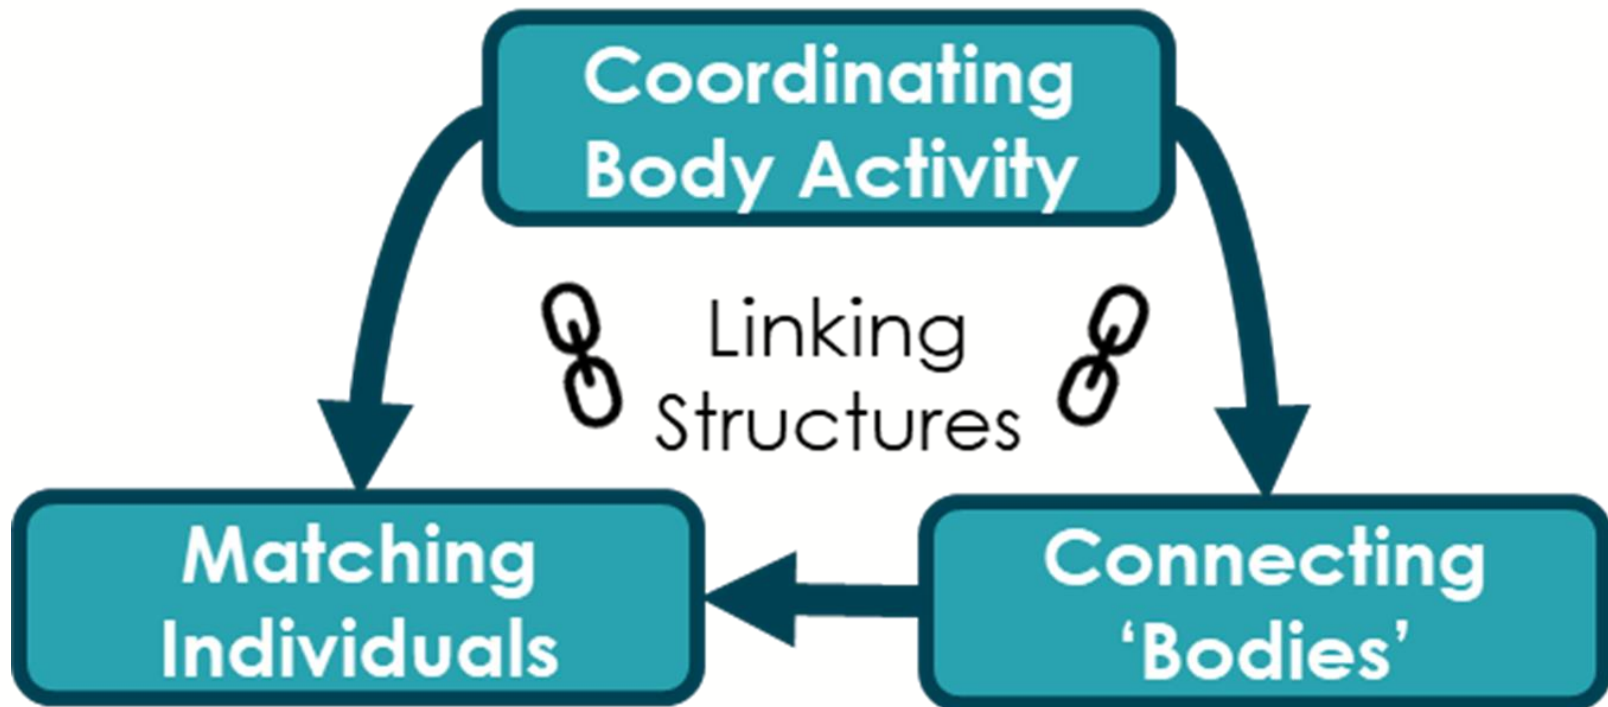 Coordinating
Body Activity
Linking
Structures
Matching
Individuals
Connecting
‘Bodies’